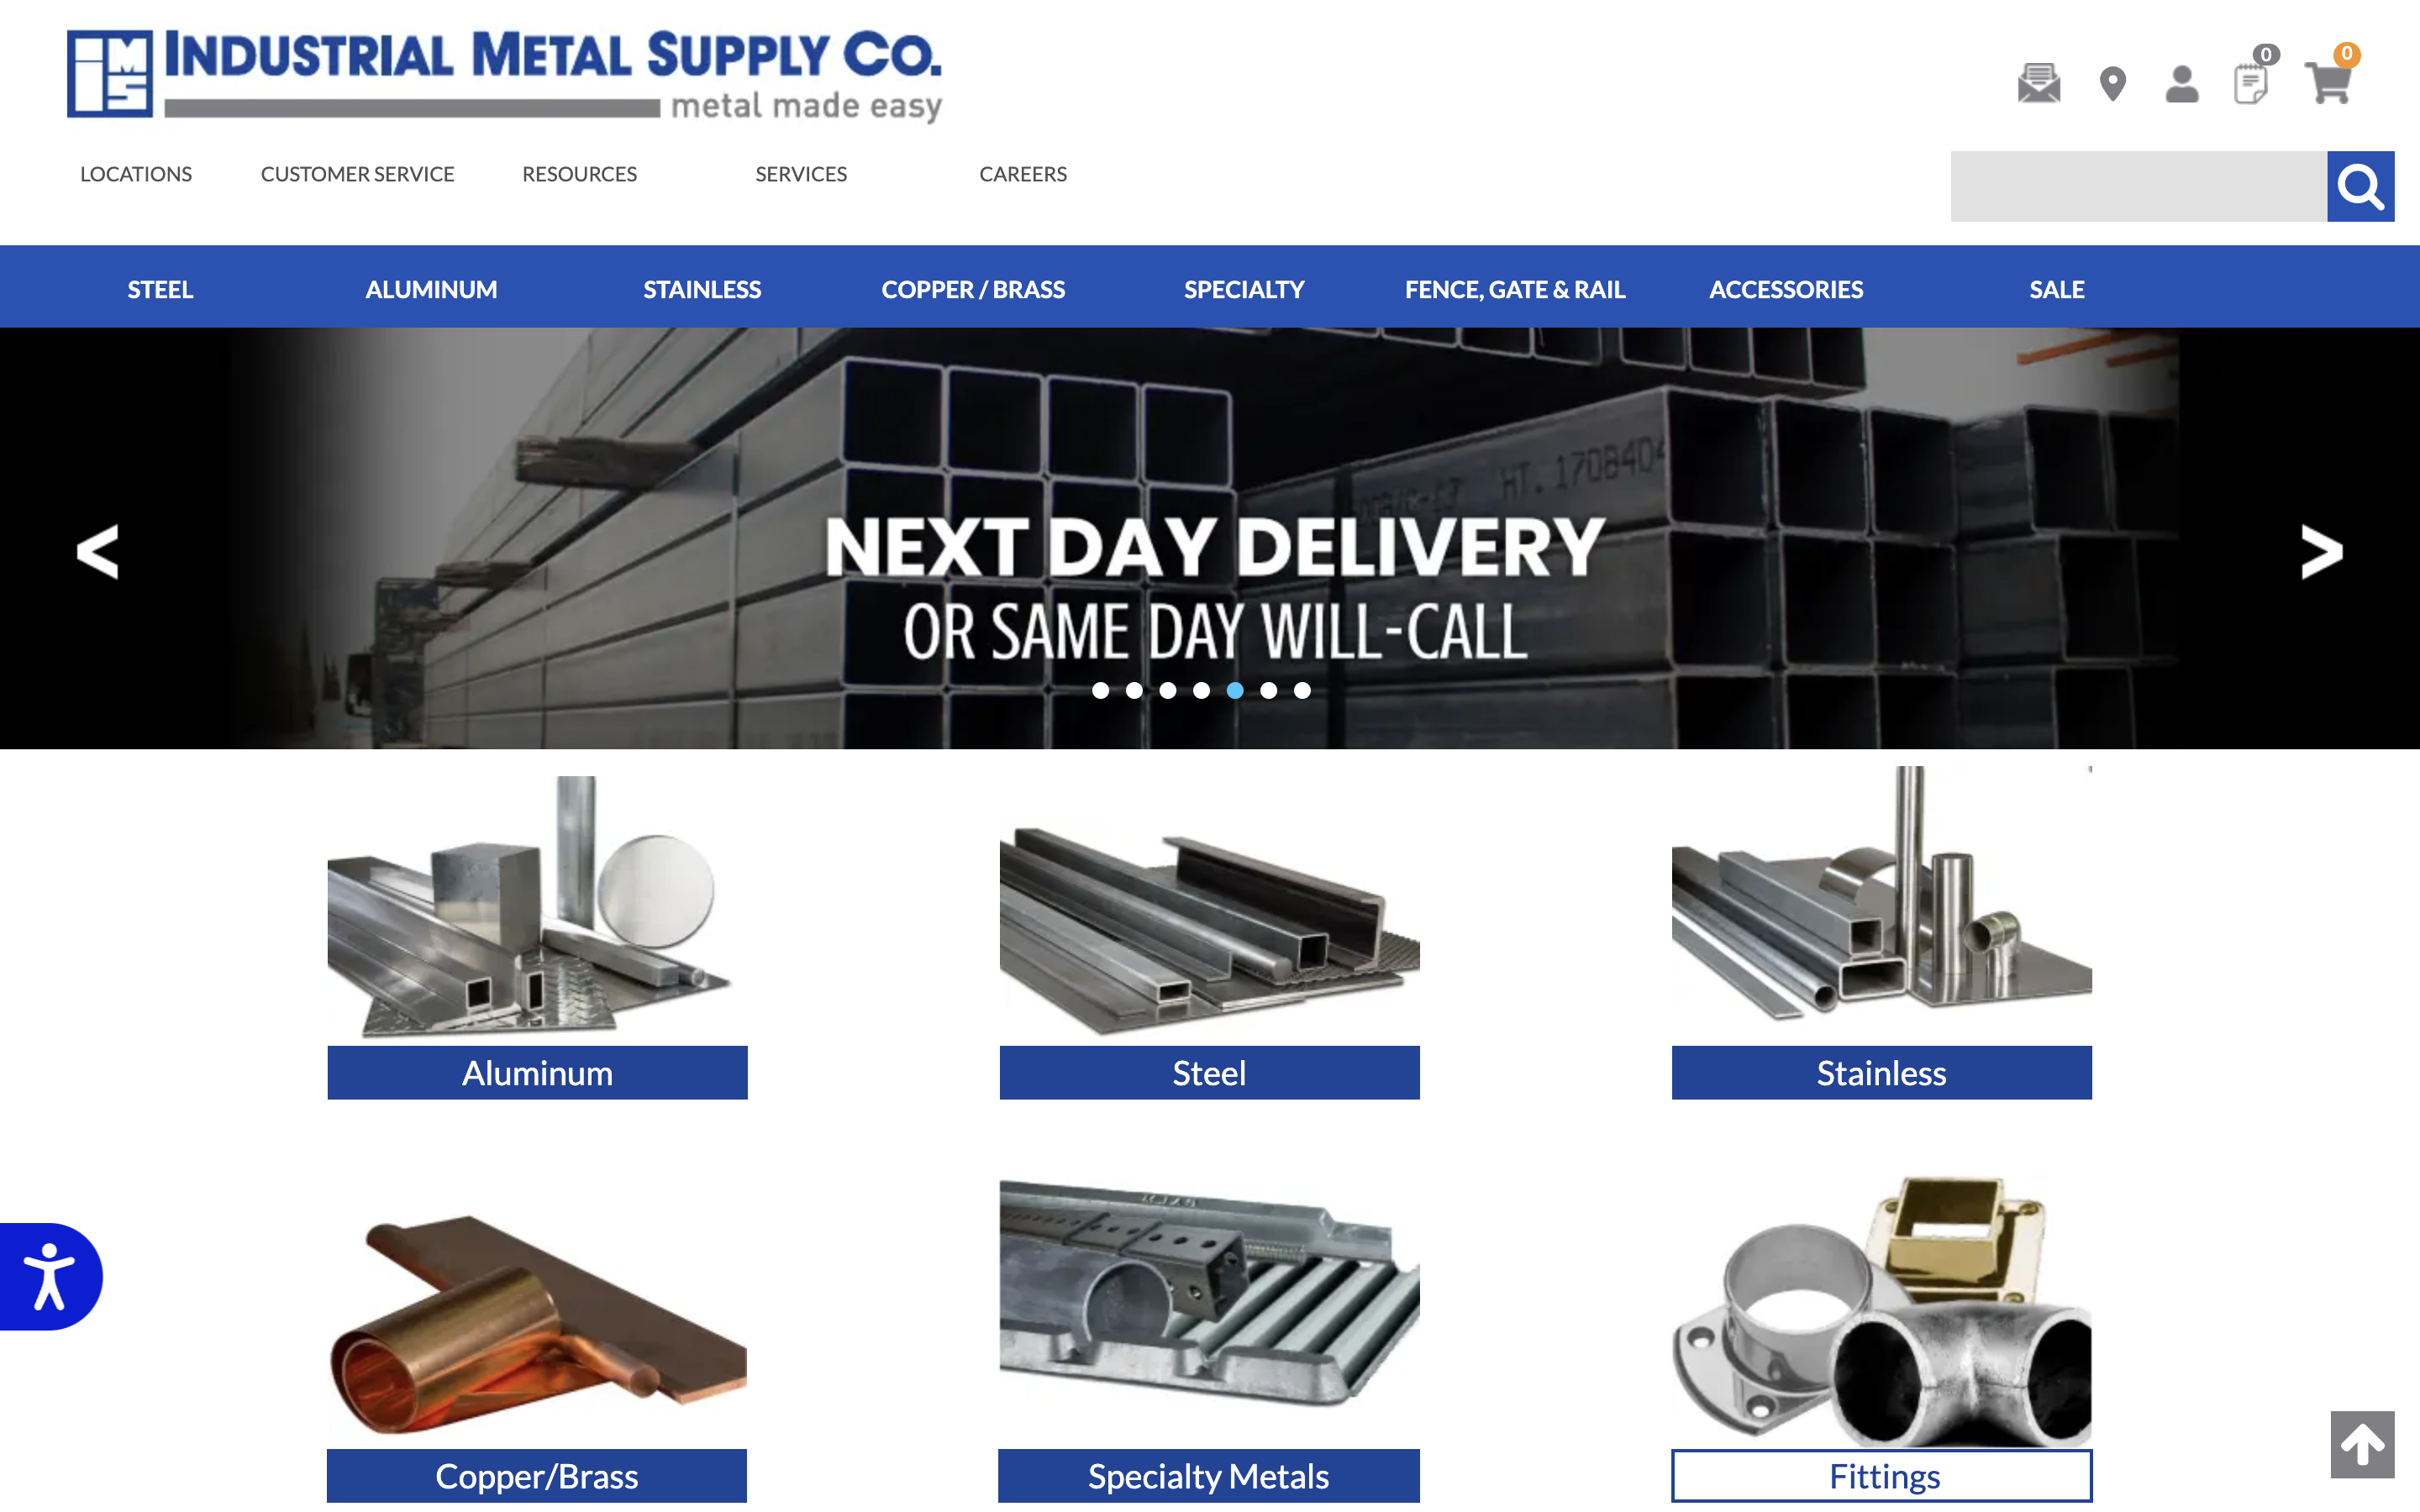 IMS INDUSTRIAL METAL SUPPLY CO.
metal made easy
0
0
LOCATIONS CUSTOMER SERVICE RESOURCES SERVICES CAREERS
STEEL ALUMINUM STAINLESS COPPER / BRASS SPECIALTY FENCE, GATE & RAIL ACCESSORIES SALE
HT. 170840
NEXT DAY DELIVERY
OR SAME DAY WILL-CALL
Aluminum Steel Stainless
Copper/Brass Specialty Metals Fittings